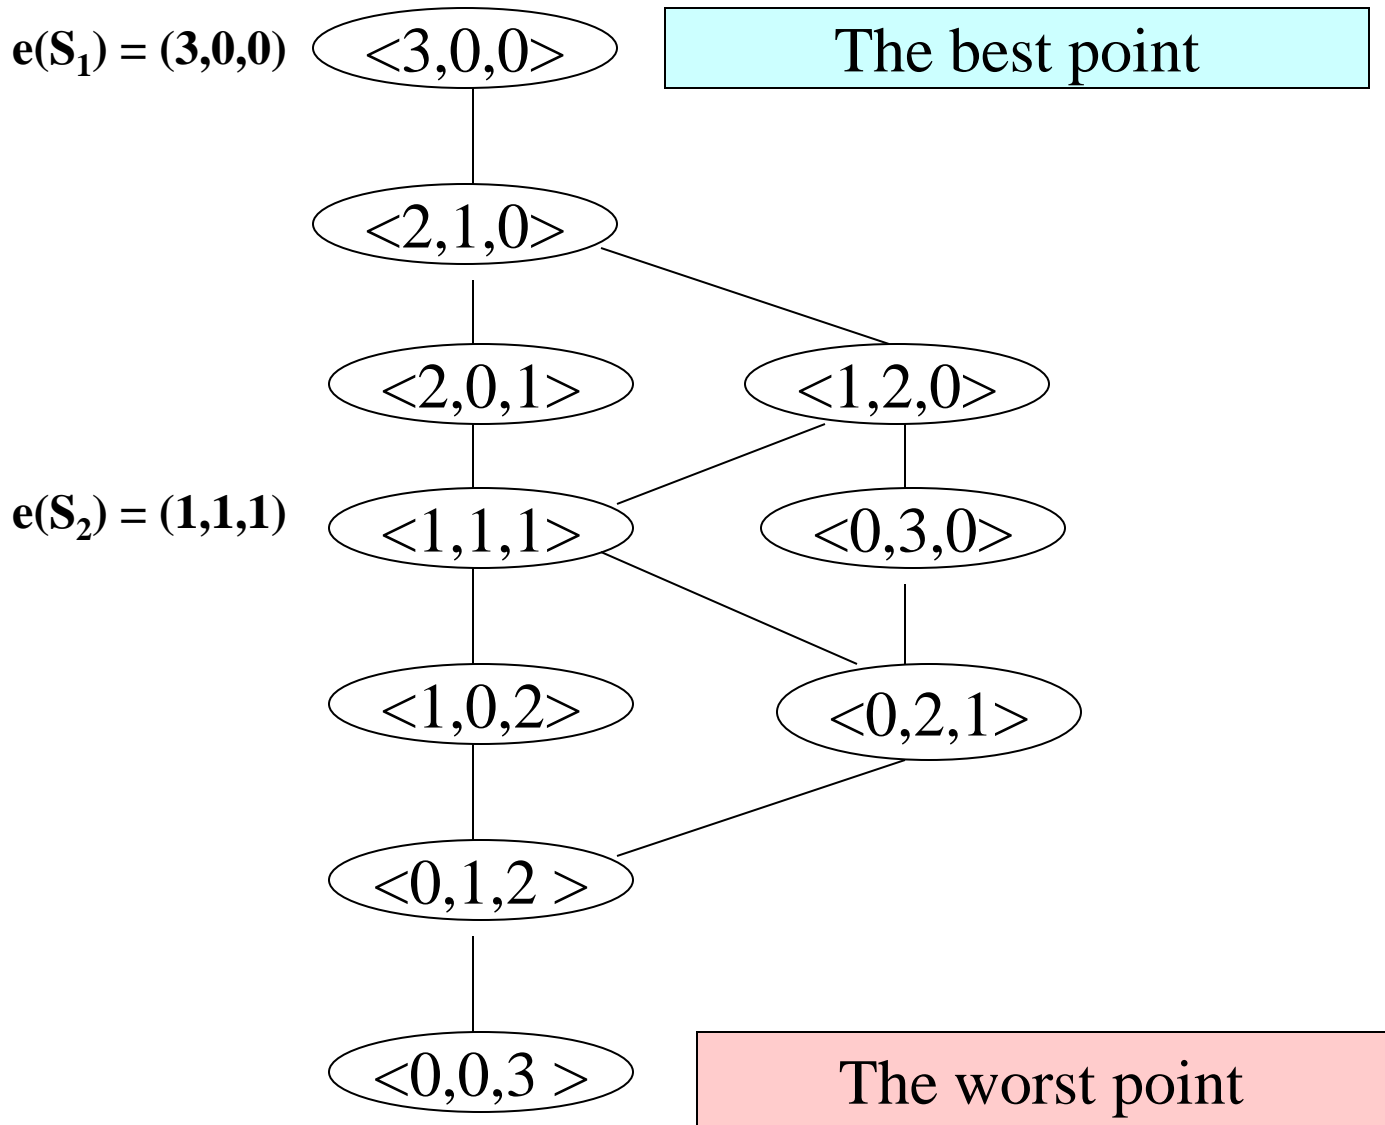 e(S₁) = (3,0,0) <3,0,0> The best point
<2,1,0>
<2,0,1> <1,2,0>
e(S₂) = (1,1,1) <1,1,1> <0,3,0>
<1,0,2> <0,2,1>
<0,1,2 >
<0,0,3 > The worst point